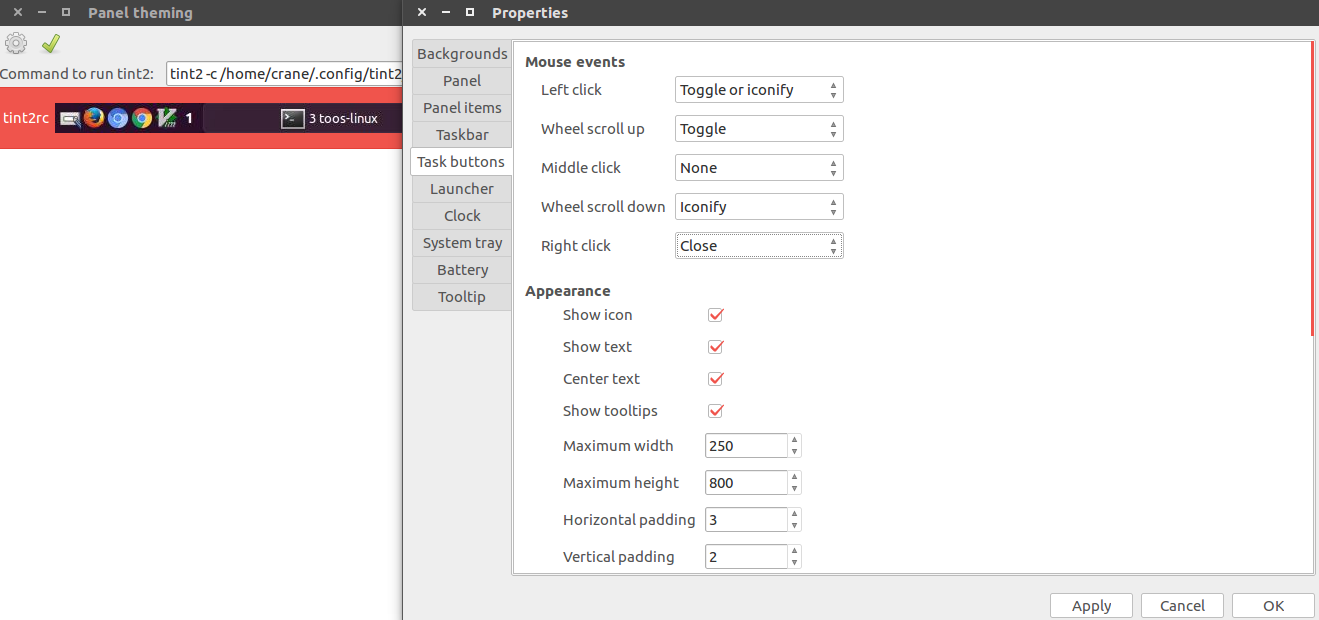 Panel theming
Command to run tint2: tint2 -c /home/crane/.config/tint2
tint2rc 1 3 toos-linux
Properties
Backgrounds
Panel
Panel items
Taskbar
Task buttons
Launcher
Clock
System tray
Battery
Tooltip
Mouse events
Left click Toggle or iconify
Wheel scroll up Toggle
Middle click None
Wheel scroll down Iconify
Right click Close
Appearance
Show icon
Show text
Center text
Show tooltips
Maximum width 250
Maximum height 800
Horizontal padding 3
Vertical padding 2
Apply Cancel OK